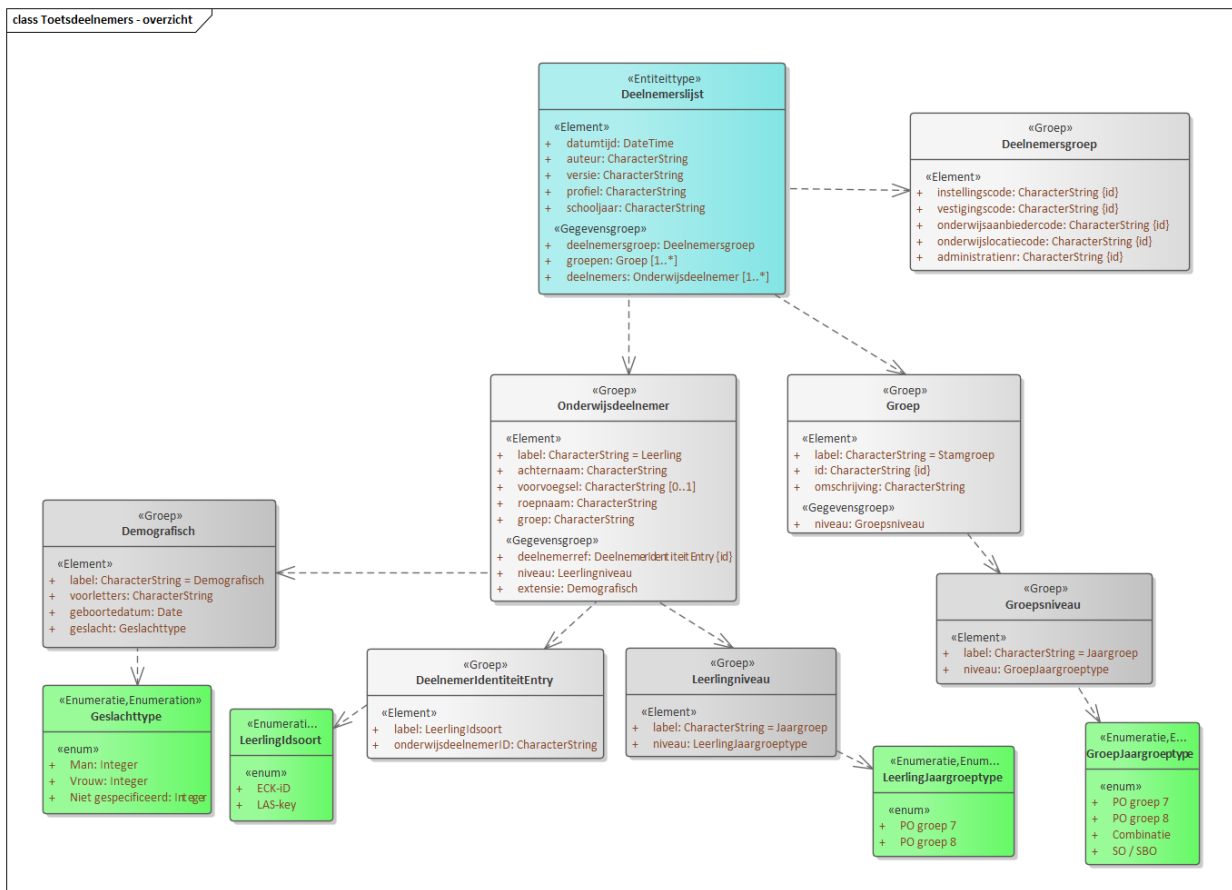 class Toetsdeelnemers - overzicht
«Entiteittype»
Deelnemerslijst
«Element»
+ datumtijd: DateTime
+ auteur: CharacterString
+ versie: CharacterString
+ profiel: CharacterString
+ schooljaar: CharacterString
«Gegevensgroep»
+ deelnemersgroep: Deelnemersgroep
+ groepen: Groep [1..*]
+ deelnemers: Onderwijsdeelnemer [1..*]
«Groep»
Deelnemersgroep
«Element»
+ instellingscode: CharacterString {id}
+ vestigingscode: CharacterString {id}
+ onderwijsaanbiedercode: CharacterString {id}
+ onderwijslocatiecode: CharacterString {id}
+ administratienr: CharacterString {id}
«Groep»
Onderwijsdeelnemer
«Element»
+ label: CharacterString = Leerling
+ achternaam: CharacterString
+ voorvoegsel: CharacterString [0..1]
+ roepnaam: CharacterString
+ groep: CharacterString
«Gegevensgroep»
+ deelnemerref: DeelnemerIdentiteitEntry {id}
+ niveau: Leerlingniveau
+ extensie: Demografisch
«Groep»
Groep
«Element»
+ label: CharacterString = Stamgroep
+ id: CharacterString {id}
+ omschrijving: CharacterString
«Gegevensgroep»
+ niveau: Groepsniveau
«Groep»
Demografisch
«Element»
+ label: CharacterString = Demografisch
+ voorletters: CharacterString
+ geboortedatum: Date
+ geslacht: Geslachttype
«Groep»
Groepsniveau
«Element»
+ label: CharacterString = Jaargroep
+ niveau: GroepJaargroeptype
«Groep»
DeelnemerIdentiteitEntry
«Element»
+ label: LeerlingIdsoort
+ onderwijsdeelnemerID: CharacterString
«Groep»
Leerlingniveau
«Element»
+ label: CharacterString = Jaargroep
+ niveau: LeerlingJaargroeptype
«Enumeratie,Enumeration»
Geslachttype
«enum»
+ Man: Integer
+ Vrouw: Integer
+ Niet gespecificeerd: Integer
«Enumerati...
LeerlingIdsoort
«enum»
+ ECK-iD
+ LAS-key
«Enumeratie,Enum...
LeerlingJaargroeptype
«enum»
+ PO groep 7
+ PO groep 8
«Enumeratie,E...
GroepJaargroeptype
«enum»
+ PO groep 7
+ PO groep 8
+ Combinatie
+ SO / SBO